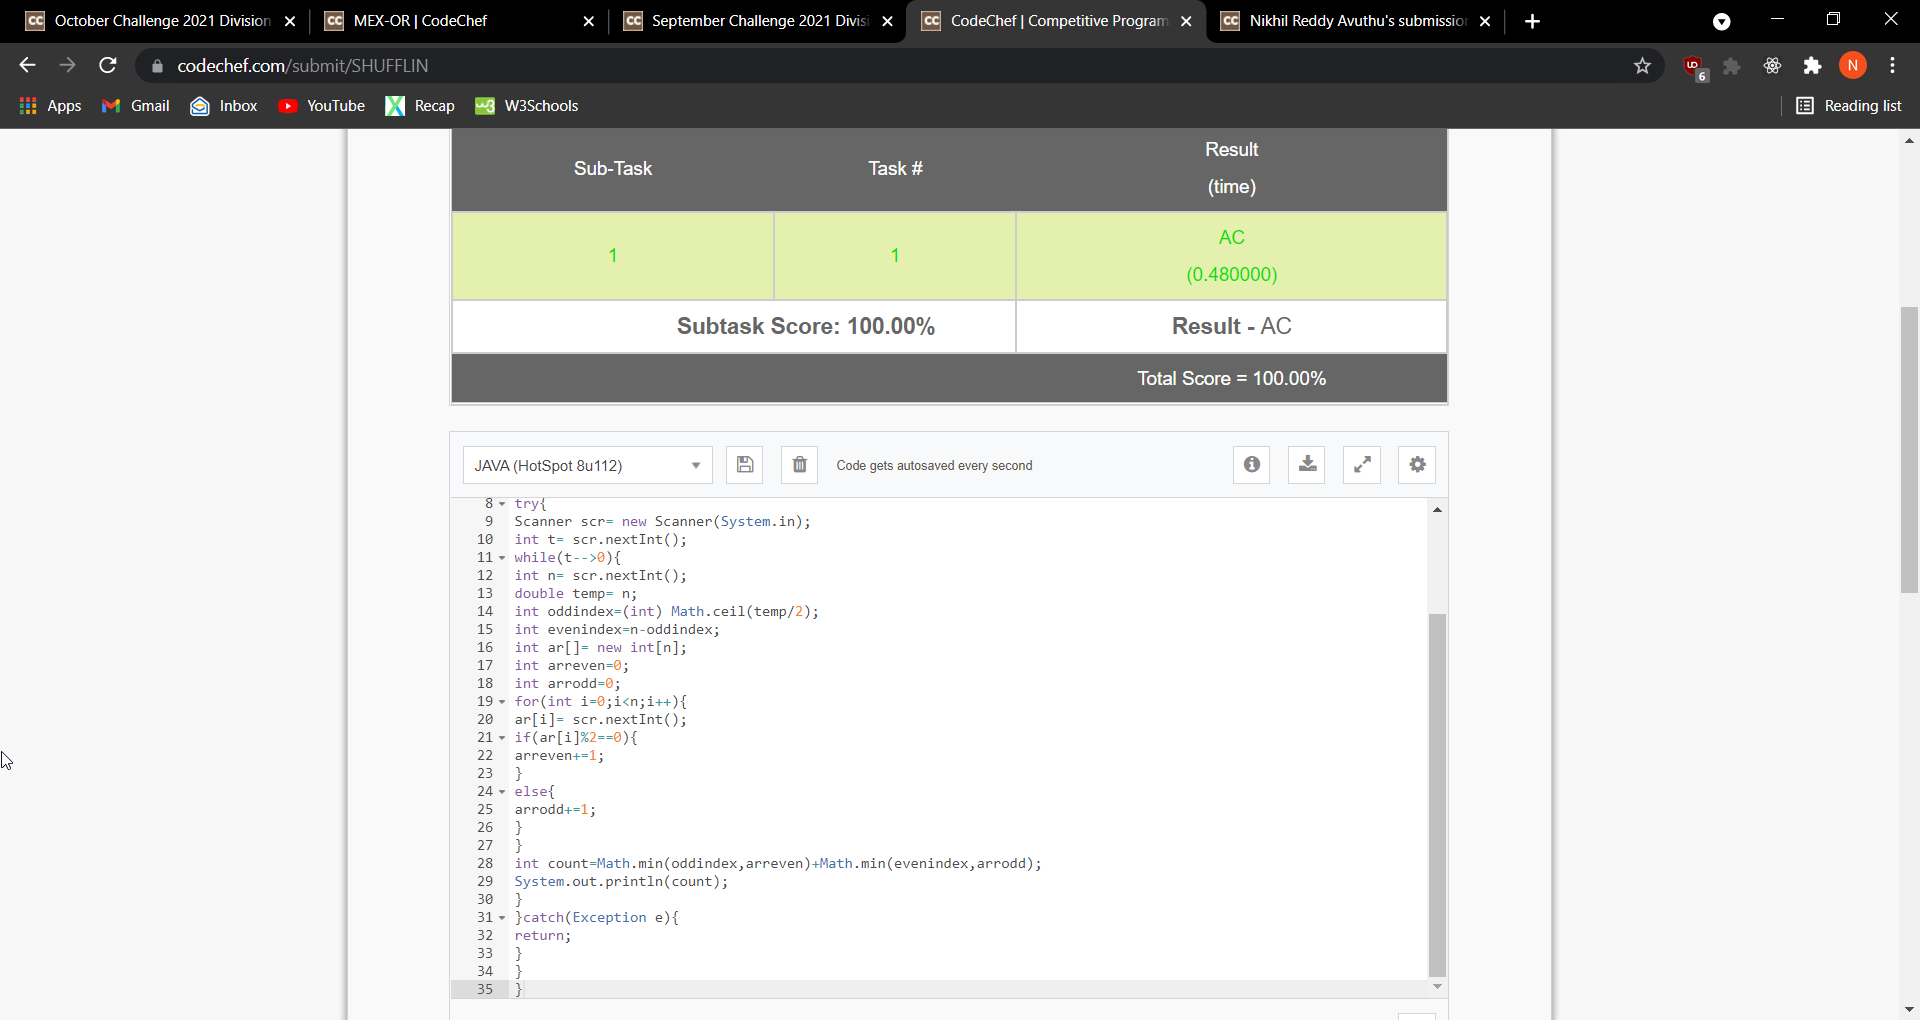 October Challenge 2021 Division
MEX-OR | CodeChef
September Challenge 2021 Divisi
CodeChef | Competitive Program
Nikhil Reddy Avuthu's submission
codechef.com/submit/SHUFFLIN
6
N
Apps
Gmail
Inbox
YouTube
Recap
W3Schools
Reading list
Sub-Task
Task #
Result
(time)
1
1
AC
(0.480000)
Subtask Score: 100.00%
Result - AC
Total Score = 100.00%
JAVA (HotSpot 8u112)
Code gets autosaved every second
8 try{
9 Scanner scr= new Scanner(System.in);
10 int t= scr.nextInt();
11 while(t-->0){
12 int n= scr.nextInt();
13 double temp= n;
14 int oddindex=(int) Math.ceil(temp/2);
15 int evenindex=n-oddindex;
16 int ar[]= new int[n];
17 int arreven=0;
18 int arrodd=0;
19 for(int i=0;i<n;i++){
20 ar[i]= scr.nextInt();
21 if(ar[i]%2==0){
22 arreven+=1;
23 }
24 else{
25 arrodd+=1;
26 }
27 }
28 int count=Math.min(oddindex,arreven)+Math.min(evenindex,arrodd);
29 System.out.println(count);
30 }
31 }catch(Exception e){
32 return;
33 }
34 }
35 }